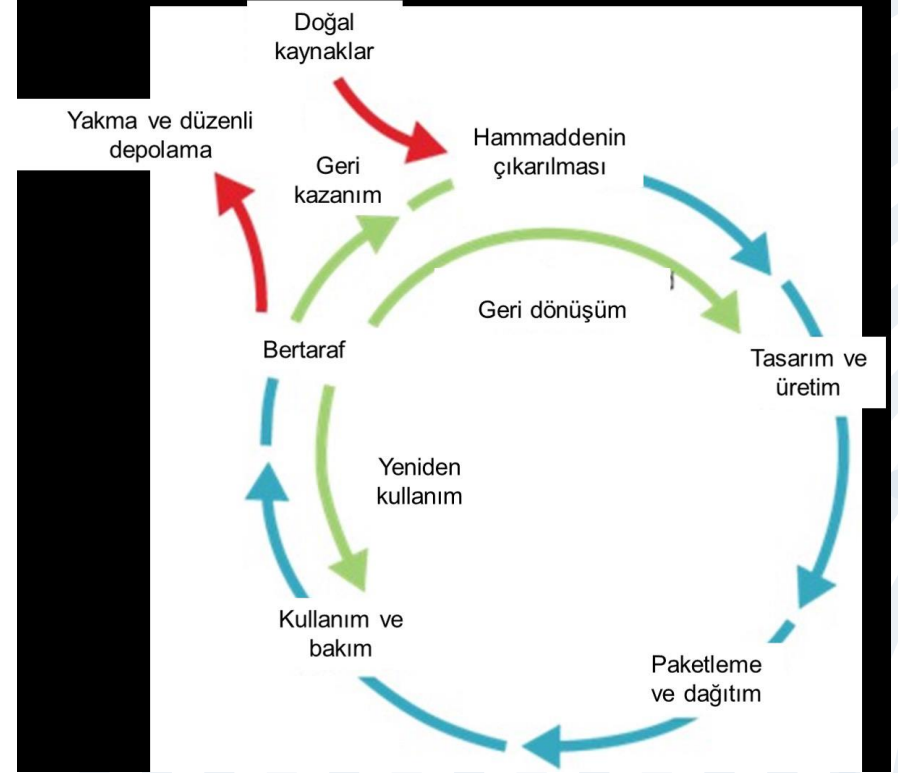 Doğal
kaynaklar
Yakma ve düzenli
depolama
Hammaddenin
çıkarılması
Geri
kazanım
Geri dönüşüm
Bertaraf
Tasarım ve
üretim
Yeniden
kullanım
Kullanım ve
bakım
Paketleme
ve dağıtım